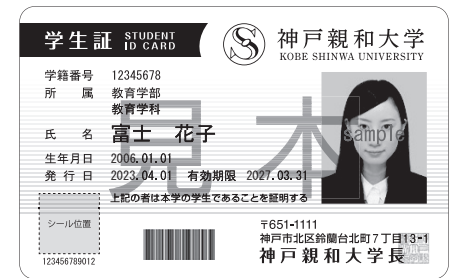 学生証 STUDENT ID CARD
神戸親和大学
KOBE SHINWA UNIVERSITY
学籍番号 12345678
所属 教育学部
教育学科
氏名 富士 花子
生年月日 2006.01.01
発行日 2023.04.01 有効期限 2027.03.31
上記の者は本学の学生であることを証明する
見本
sample
シール位置
123456789012
〒651-1111
神戸市北区鈴蘭台北町7丁目13-1
神戸親和大学長